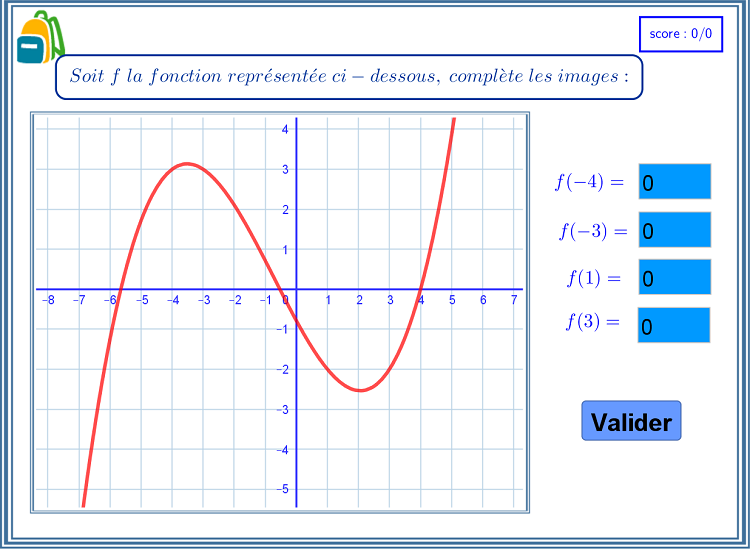 score : 0/0
Soit f la fonction représentée ci − dessous, complète les images :
4
3
2
1
−8 −7 −6 −5 −4 −3 −2 −1 0 1 2 3 4 5 6 7
−1
−2
−3
−4
−5
f(−4) = 0
f(−3) = 0
f(1) = 0
f(3) = 0
Valider